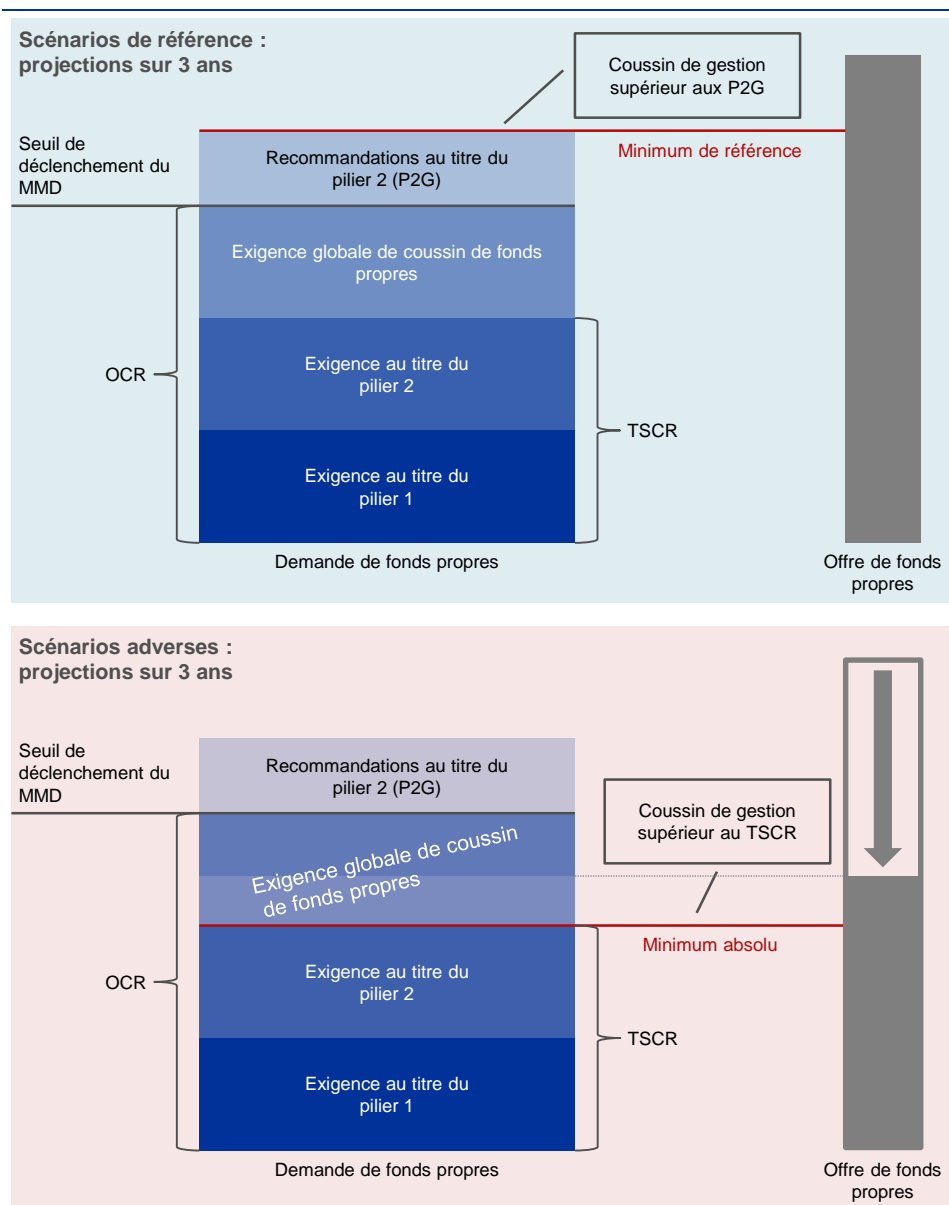 Scénarios de référence :
projections sur 3 ans
Coussin de gestion
supérieur aux P2G
Seuil de
déclenchement du
MMD
Recommandations au titre du
pilier 2 (P2G)
Minimum de référence
Exigence globale de coussin de fonds
propres
OCR
Exigence au titre du
pilier 2
TSCR
Exigence au titre du
pilier 1
Demande de fonds propres
Offre de fonds
propres
Scénarios adverses :
projections sur 3 ans
Seuil de
déclenchement du
MMD
Recommandations au titre du
pilier 2 (P2G)
Coussin de gestion
supérieur au TSCR
Exigence globale de coussin
de fonds propres
Minimum absolu
OCR
Exigence au titre du
pilier 2
TSCR
Exigence au titre du
pilier 1
Demande de fonds propres
Offre de fonds
propres